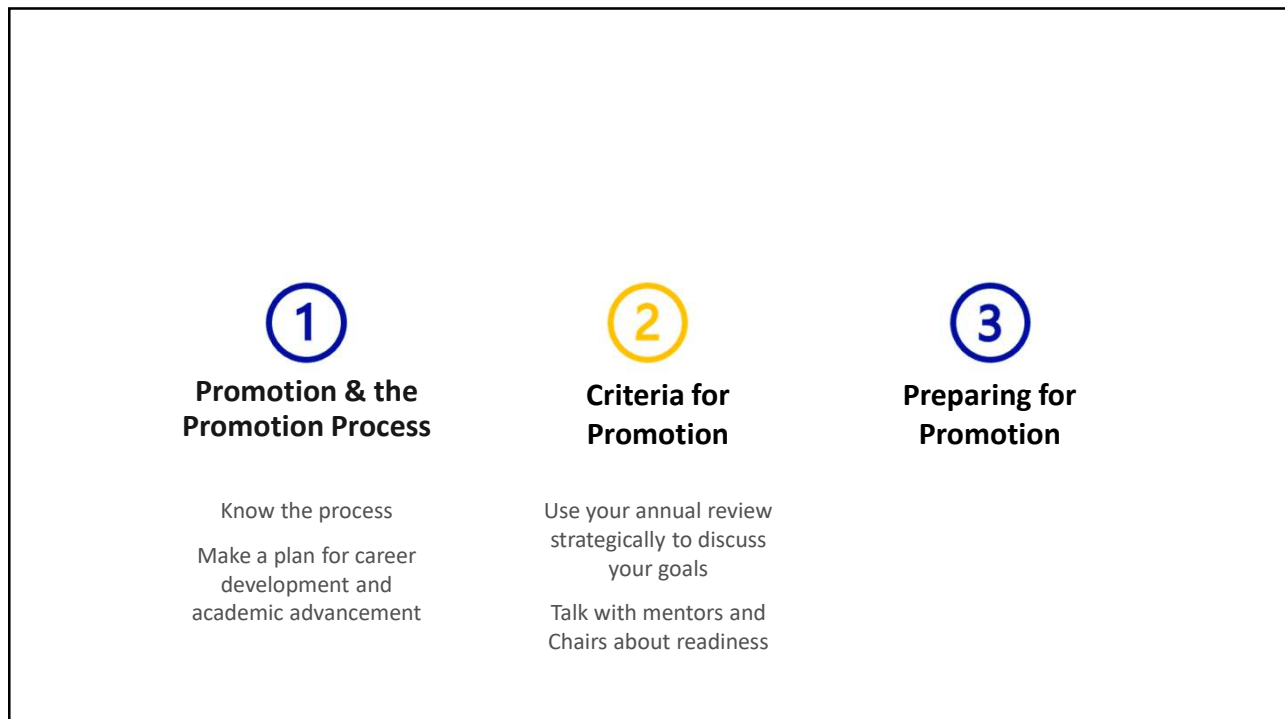 1
Promotion & the
Promotion Process
Know the process
Make a plan for career
development and
academic advancement
2
Criteria for
Promotion
Use your annual review
strategically to discuss
your goals
Talk with mentors and
Chairs about readiness
3
Preparing for
Promotion